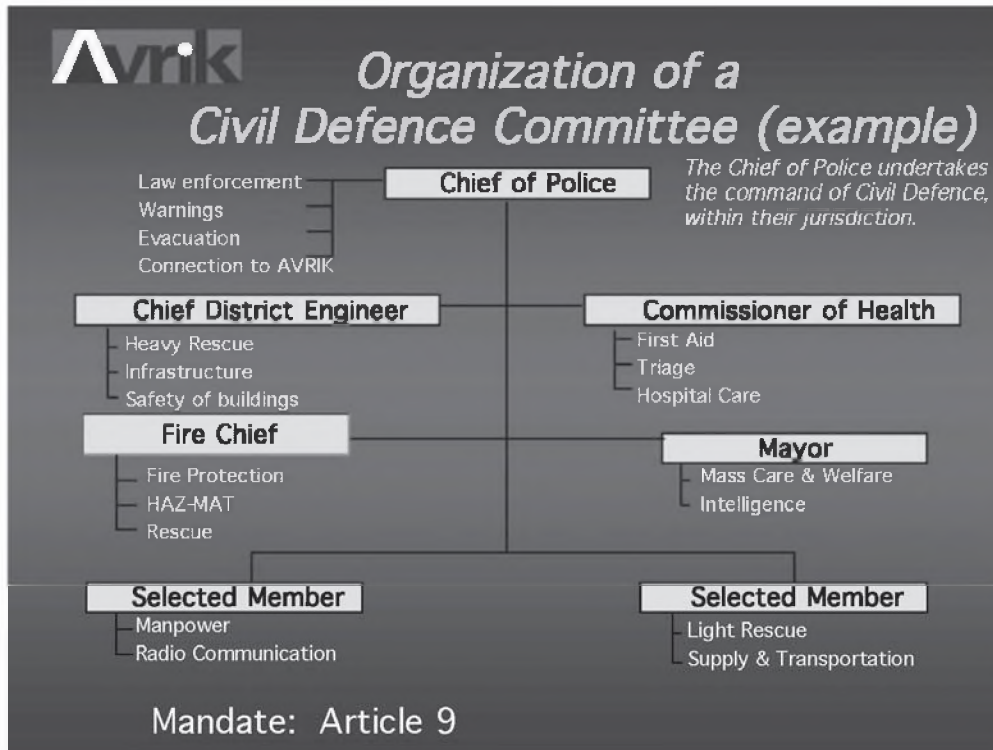 Avrik
Organization of a
Civil Defence Committee (example)
The Chief of Police undertakes
the command of Civil Defence,
within their jurisdiction.
Chief of Police
Law enforcement
Warnings
Evacuation
Connection to AVRIK
Chief District Engineer
Heavy Rescue
Infrastructure
Safety of buildings
Commissioner of Health
First Aid
Triage
Hospital Care
Fire Chief
Fire Protection
HAZ-MAT
Rescue
Mayor
Mass Care & Welfare
Intelligence
Selected Member
Manpower
Radio Communication
Selected Member
Light Rescue
Supply & Transportation
Mandate: Article 9